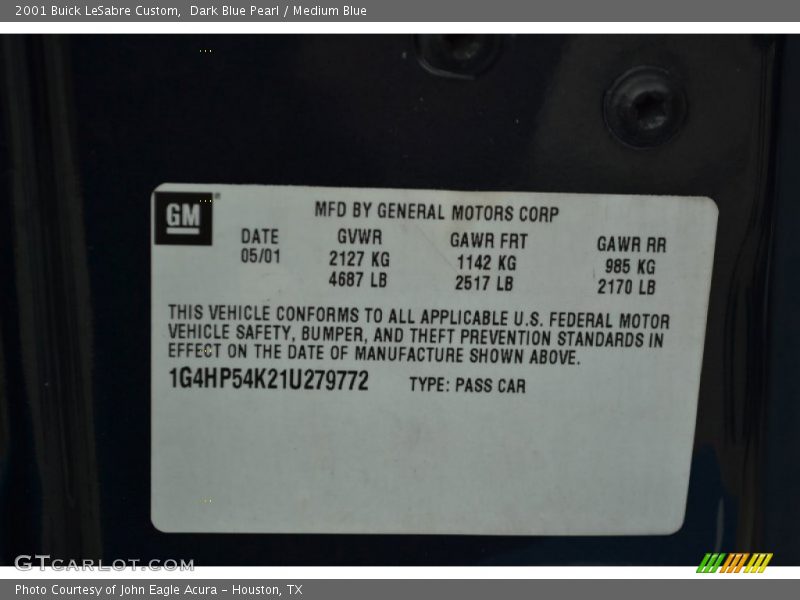 2001 Buick LeSabre Custom, Dark Blue Pearl / Medium Blue
GM
MFD BY GENERAL MOTORS CORP
DATE GVWR GAWR FRT GAWR RR
05/01 2127 KG 1142 KG 985 KG
4687 LB 2517 LB 2170 LB
THIS VEHICLE CONFORMS TO ALL APPLICABLE U.S. FEDERAL MOTOR
VEHICLE SAFETY, BUMPER, AND THEFT PREVENTION STANDARDS IN
EFFECT ON THE DATE OF MANUFACTURE SHOWN ABOVE.
1G4HP54K21U279772 TYPE: PASS CAR
GTCARLOT.COM
Photo Courtesy of John Eagle Acura - Houston, TX